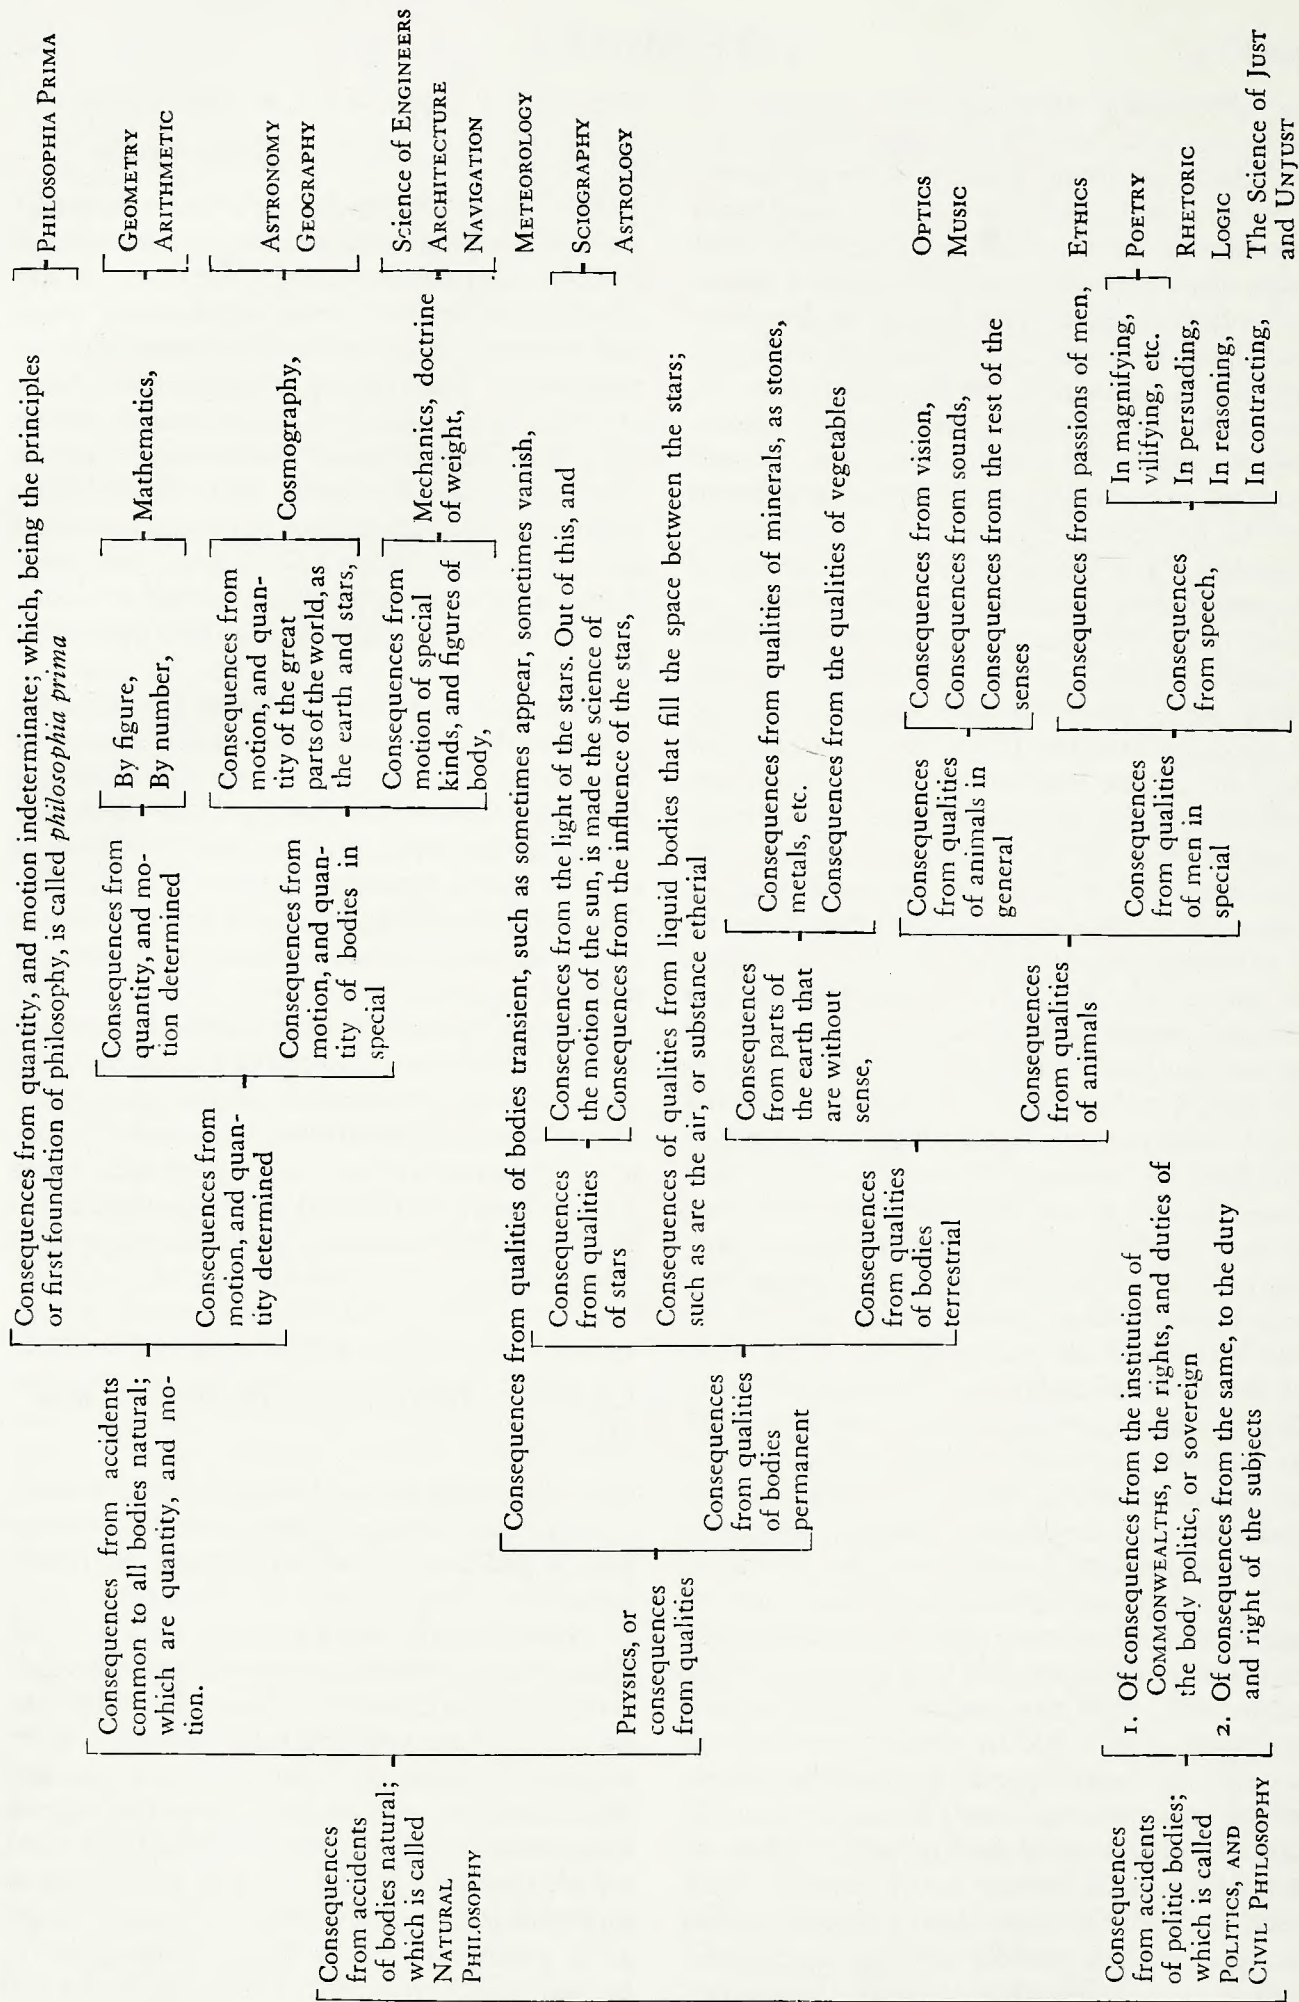 Consequences
from accidents
of bodies natural;
which is called
NATURAL
PHILOSOPHY
Consequences from accidents
common to all bodies natural;
which are quantity, and mo-
tion.
Consequences from quantity, and motion indeterminate; which, being the principles
or first foundation of philosophy, is called philosophia prima
PHILOSOPHIA PRIMA
Consequences from
motion, and quan-
tity determined
Consequences from
quantity, and mo-
tion determined
By figure,
By number,
Mathematics,
GEOMETRY
ARITHMETIC
Consequences from
motion, and quan-
tity of bodies in
special
Consequences from
motion, and quan-
tity of the great
parts of the world, as
the earth and stars,
Cosmography,
ASTRONOMY
GEOGRAPHY
Consequences from
motion of special
kinds, and figures of
body,
Mechanics, doctrine
of weight,
Science of ENGINEERS
ARCHITECTURE
NAVIGATION
PHYSICS, or
consequences
from qualities
Consequences from qualities of bodies transient, such as sometimes appear, sometimes vanish,
METEOROLOGY
Consequences
from qualities
of bodies
permanent
Consequences
from qualities
of stars
Consequences from the light of the stars. Out of this, and
the motion of the sun, is made the science of
SCIOGRAPHY
Consequences from the influence of the stars,
ASTROLOGY
Consequences of qualities from liquid bodies that fill the space between the stars;
such as are the air, or substance etherial
Consequences
from qualities
of bodies
terrestrial
Consequences
from parts of
the earth that
are without
sense,
Consequences from qualities of minerals, as stones,
metals, etc.
Consequences from the qualities of vegetables
Consequences
from qualities
of animals
Consequences
from qualities
of animals in
general
Consequences from vision,
OPTICS
Consequences from sounds,
MUSIC
Consequences from the rest of the
senses
Consequences
from qualities
of men in
special
Consequences from passions of men,
ETHICS
Consequences
from speech,
In magnifying,
vilifying, etc.
POETRY
In persuading,
RHETORIC
In reasoning,
LOGIC
In contracting,
The Science of JUST
and UNJUST
Consequences
from accidents
of politic bodies;
which is called
POLITICS, AND
CIVIL PHILOSOPHY
1. Of consequences from the institution of
COMMONWEALTHS, to the rights, and duties of
the body politic, or sovereign
2. Of consequences from the same, to the duty
and right of the subjects